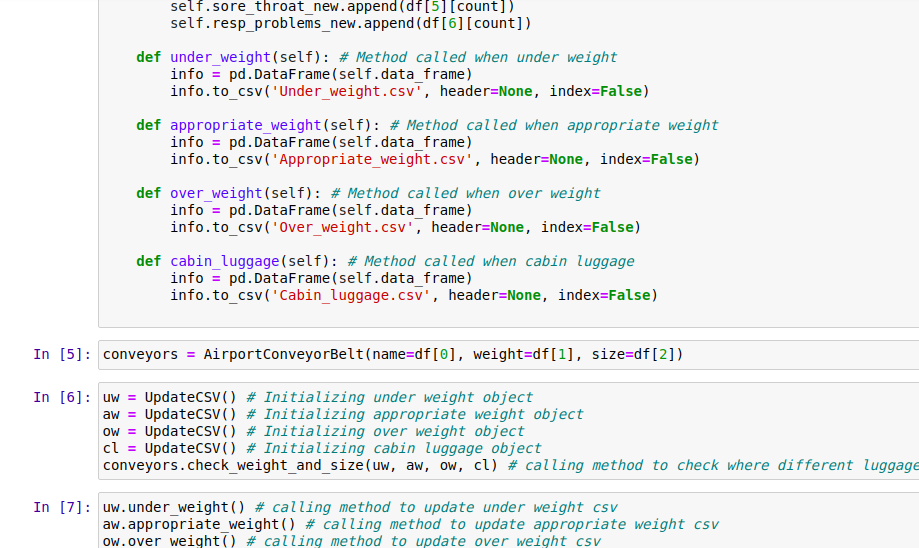 self.sore_throat_new.append(df[5][count])
self.resp_problems_new.append(df[6][count])
def under_weight(self): # Method called when under weight
info = pd.DataFrame(self.data_frame)
info.to_csv('Under_weight.csv', header=None, index=False)
def appropriate_weight(self): # Method called when appropriate weight
info = pd.DataFrame(self.data_frame)
info.to_csv('Appropriate_weight.csv', header=None, index=False)
def over_weight(self): # Method called when over weight
info = pd.DataFrame(self.data_frame)
info.to_csv('Over_weight.csv', header=None, index=False)
def cabin_luggage(self): # Method called when cabin luggage
info = pd.DataFrame(self.data_frame)
info.to_csv('Cabin_luggage.csv', header=None, index=False)
In [5]: conveyors = AirportConveyorBelt(name=df[0], weight=df[1], size=df[2])
In [6]: uw = UpdateCSV() # Initializing under weight object
aw = UpdateCSV() # Initializing appropriate weight object
ow = UpdateCSV() # Initializing over weight object
cl = UpdateCSV() # Initializing cabin luggage object
conveyors.check_weight_and_size(uw, aw, ow, cl) # calling method to check where different luggage
In [7]: uw.under_weight() # calling method to update under weight csv
aw.appropriate_weight() # calling method to update appropriate weight csv
ow.over_weight() # calling method to update over weight csv